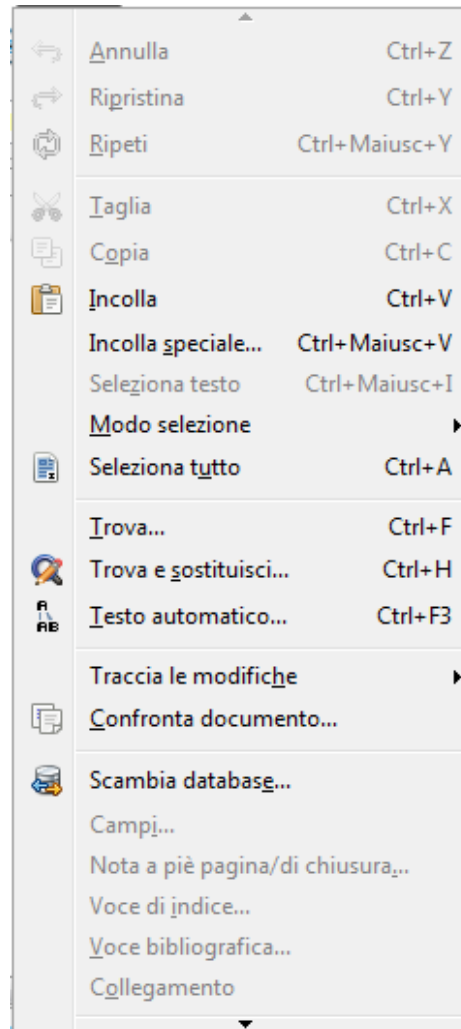 Annulla Ctrl+Z
Ripristina Ctrl+Y
Ripeti Ctrl+Maiusc+Y
Taglia Ctrl+X
Copia Ctrl+C
Incolla Ctrl+V
Incolla speciale... Ctrl+Maiusc+V
Seleziona testo Ctrl+Maiusc+I
Modo selezione
Seleziona tutto Ctrl+A
Trova... Ctrl+F
Trova e sostituisci... Ctrl+H
Testo automatico... Ctrl+F3
Traccia le modifiche
Confronta documento...
Scambia database...
Campi...
Nota a piè pagina/di chiusura...
Voce di indice...
Voce bibliografica...
Collegamento